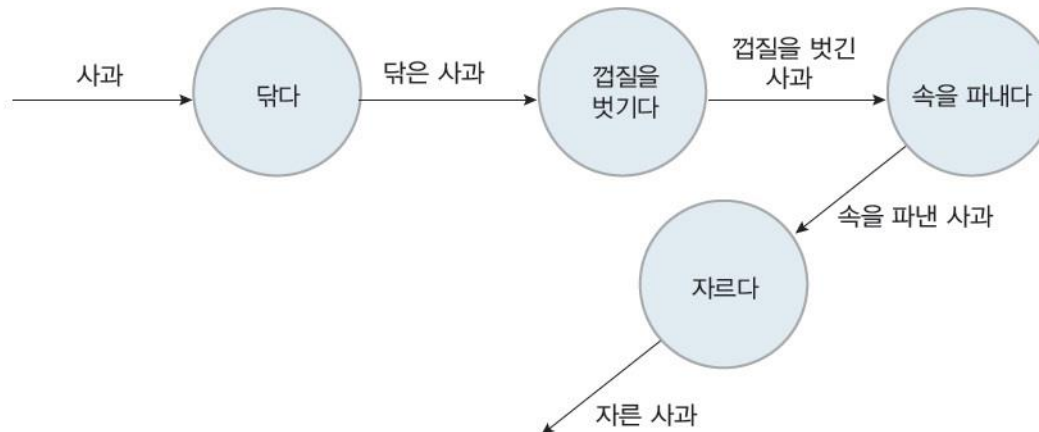 사과
닦다
닦은 사과
껍질을
벗기다
껍질을 벗긴
사과
속을 파내다
속을 파낸 사과
자르다
자른 사과